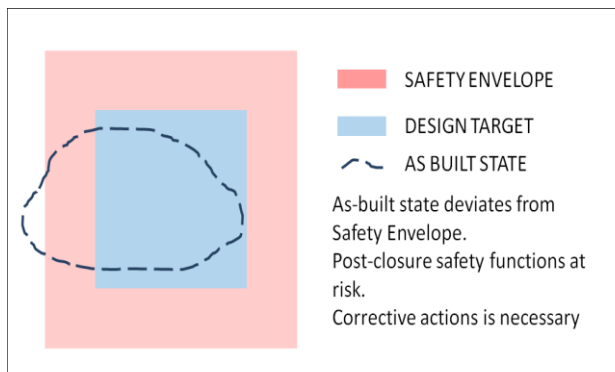 SAFETY ENVELOPE
DESIGN TARGET
AS BUILT STATE
As-built state deviates from
Safety Envelope.
Post-closure safety functions at
risk.
Corrective actions is necessary